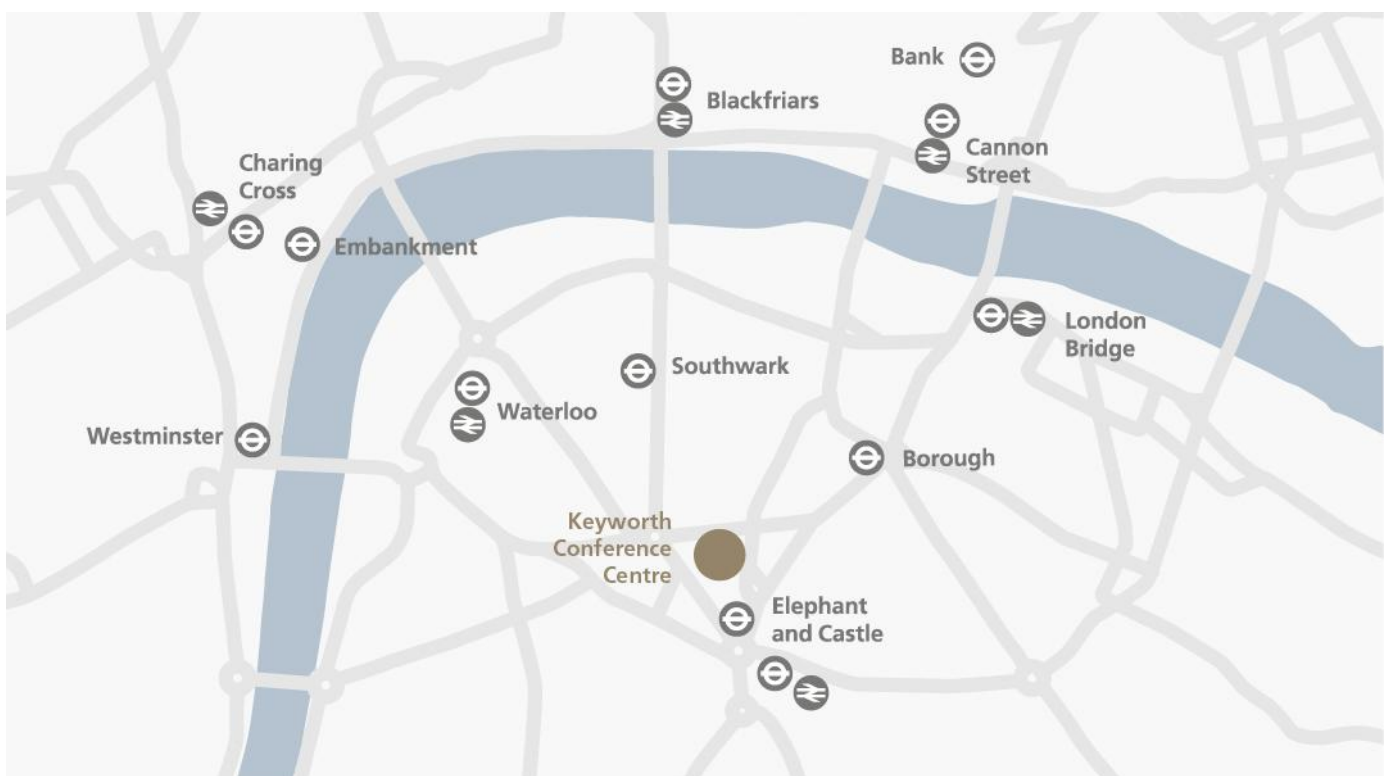 Bank
Blackfriars
Cannon
Street
Charing
Cross
Embankment
London
Bridge
Southwark
Waterloo
Westminster
Borough
Keyworth
Conference
Centre
Elephant
and Castle